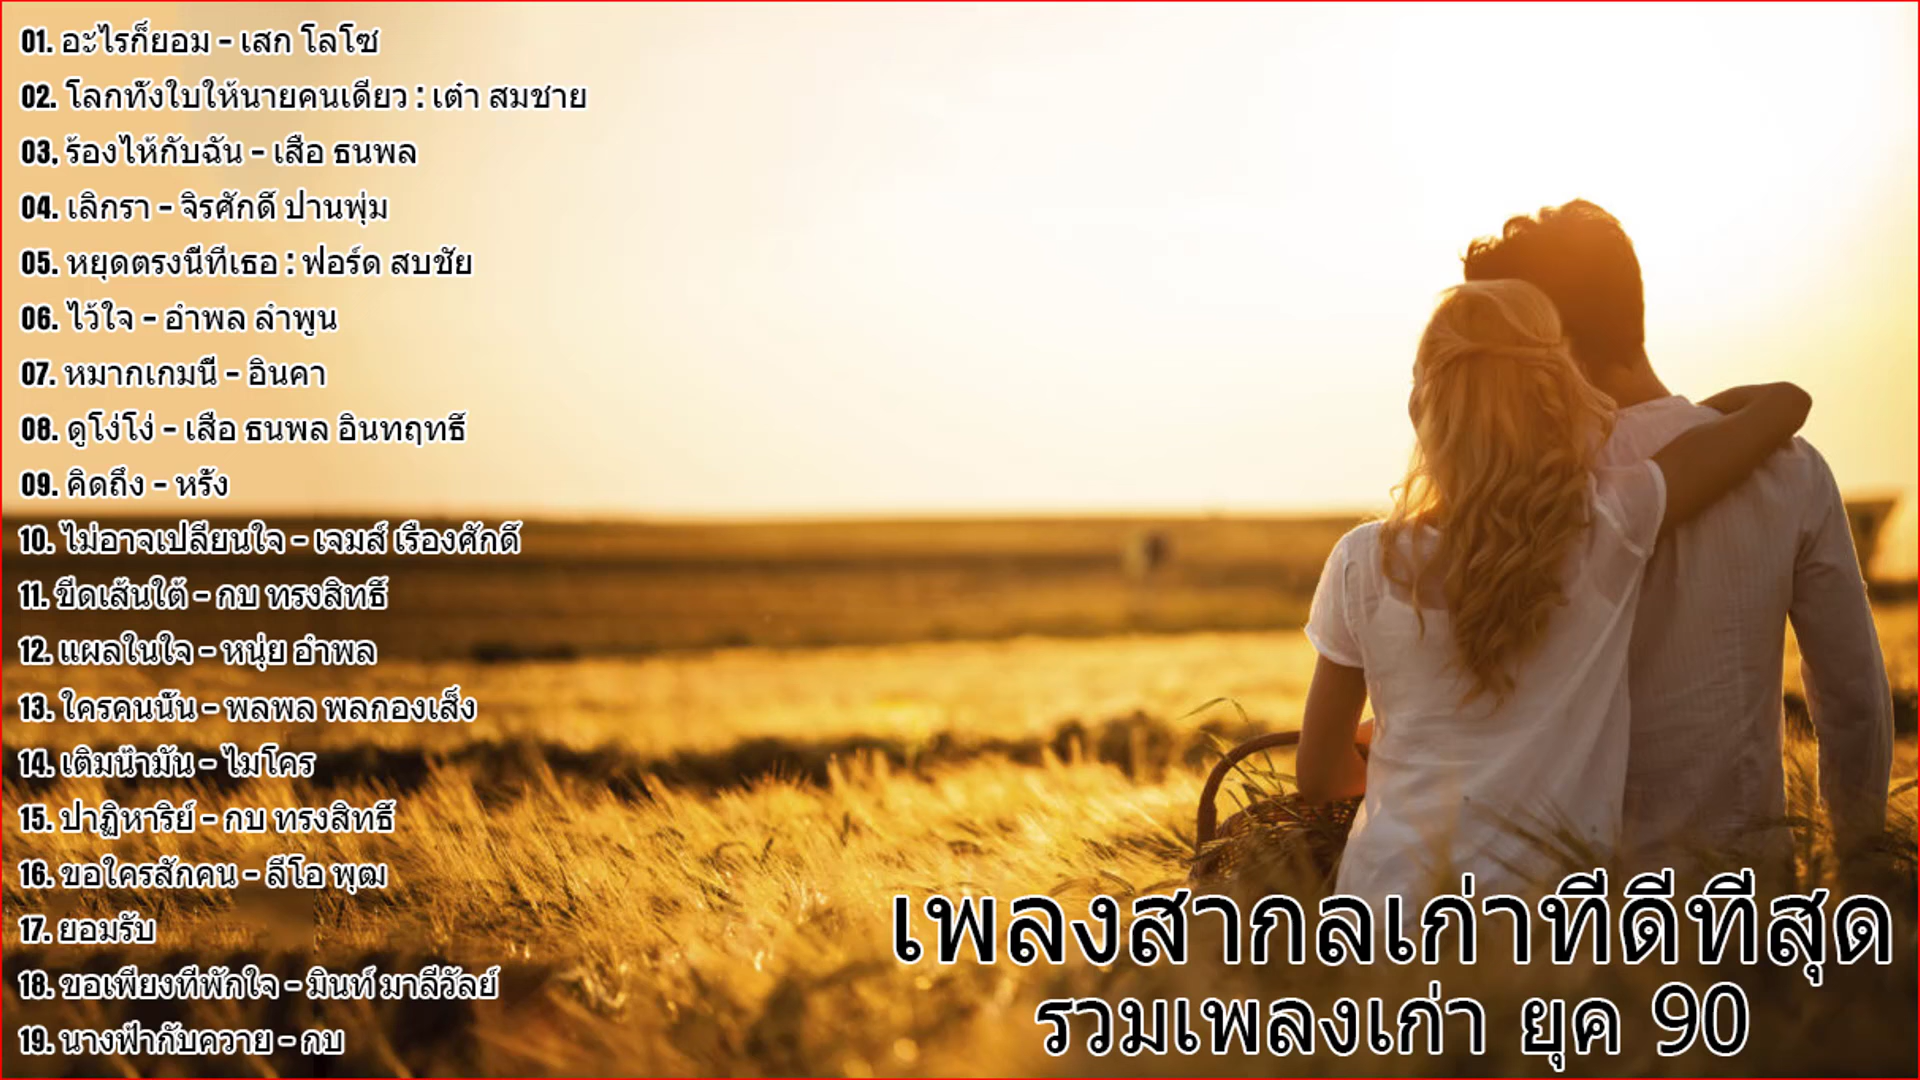 01. อะไรก็ยอม - เสก โลโซ
02. โลกทั้งใบให้นายคนเดียว : เต๋า สมชาย
03. ร้องไห้กับฉัน - เสือ ธนพล
04. เลิกรา - จิรศักดิ์ ปานพุ่ม
05. หยุดตรงนี้ที่เธอ : ฟอร์ด สบชัย
06. ไว้ใจ - อำพล ลำพูน
07. หมากเกมนี้ - อินคา
08. ดูโง่โง่ - เสือ ธนพล อินทฤทธิ์
09. คิดถึง - หรั่ง
10. ไม่อาจเปลี่ยนใจ - เจมส์ เรืองศักดิ์
11. ขีดเส้นใต้ - กบ ทรงสิทธิ์
12. แผลในใจ - หนุ่ย อำพล
13. ใครคนนั้น - พลพล พลกองเส็ง
14. เติมน้ำมัน - ไมโคร
15. ปาฏิหาริย์ - กบ ทรงสิทธิ์
16. ขอใครสักคน - ลีโอ พุฒ
17. ยอมรับ
18. ขอเพียงที่พักใจ - มินท์ มาลีวัลย์
19. นางฟ้ากับควาย - กบ
เพลงสากลเก่าที่ดีที่สุด
รวมเพลงเก่า ยุค 90